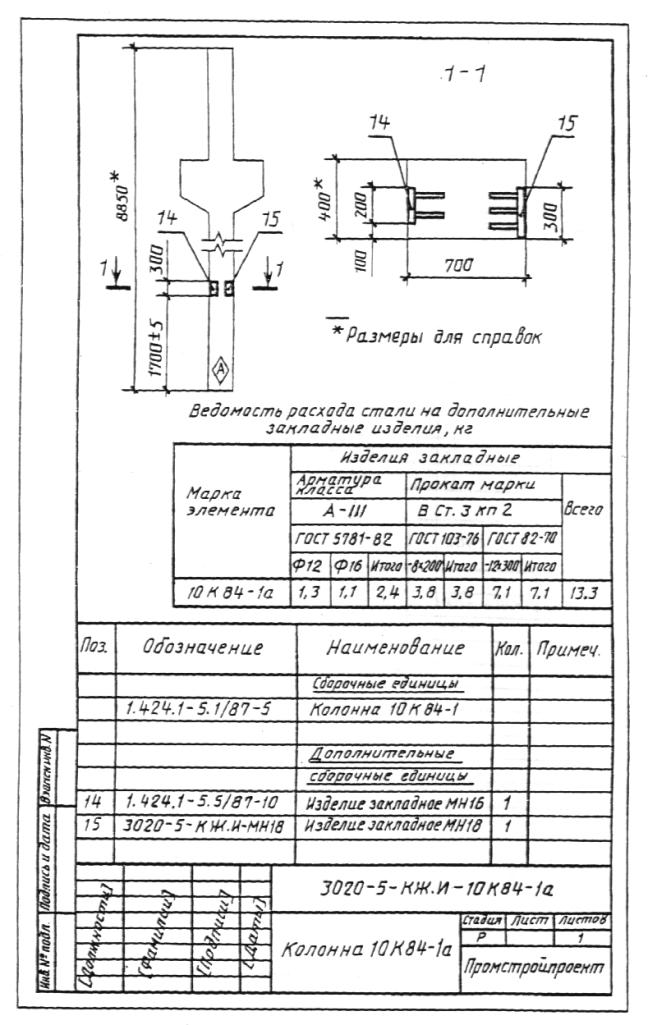 1-1
14
15
8850*
14
15
300
1
1
1700±5
А
400*
200
100
300
700
*Размеры для справок
Ведомость расхода стали на дополнительные
закладные изделия, кг
Марка
элемента
Изделия закладные
Арматура
класса
Прокат марки
Всего
А-III
В Ст. 3 кп 2
ГОСТ 5781-82 ГОСТ 103-76 ГОСТ 82-70
Ф12 Ф16 Итого -8×200 Итого -12×300 Итого
10К84-1а 1,3 1,1 2,4 3,8 3,8 7,1 7,1 13.3
Поз. Обозначение Наименование Кол. Примеч.
Сборочные единицы
1.424.1-5.1/87-5 Колонна 10К84-1
Дополнительные
сборочные единицы
14 1.424.1-5.5/87-10 Изделие закладное МН16 1
15 3020-5-КЖ.И-МН18 Изделие закладное МН18 1
Взам.инв.N
Подпись и дата
Инв.№ подл.
[Должность]
[Фамилии]
[Подписи]
[Даты]
3020-5-КЖ.И-10К84-1а
Колонна 10К84-1а
Стадия Лист Листов
Р 1
Промстройпроект